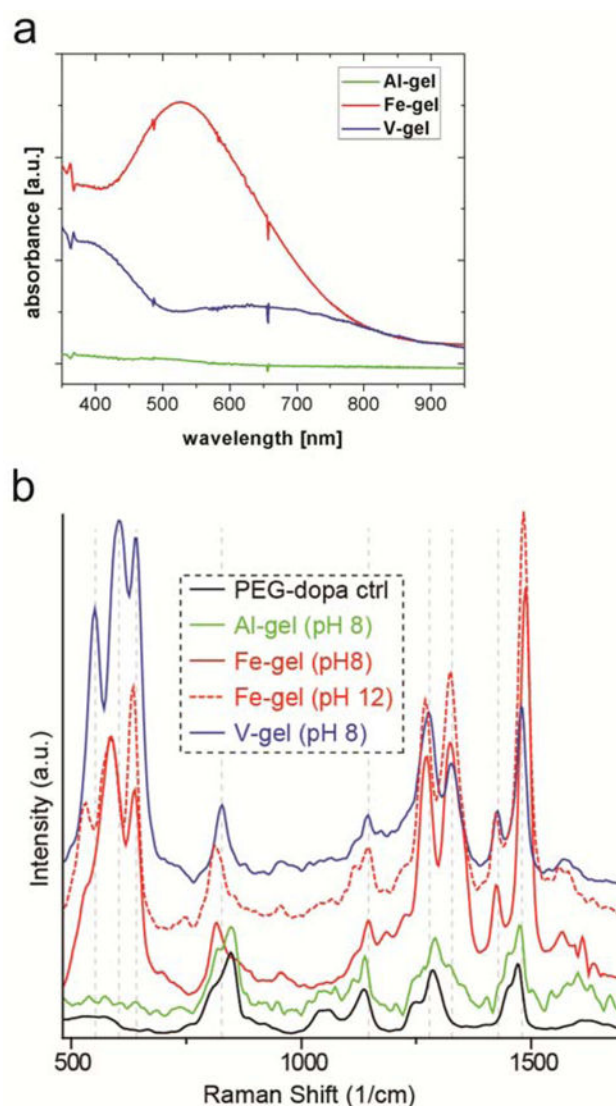 a
Al-gel
Fe-gel
V-gel
absorbance [a.u.]
400 500 600 700 800 900
wavelength [nm]
b
PEG-dopa ctrl
Al-gel (pH 8)
Fe-gel (pH8)
Fe-gel (pH 12)
V-gel (pH 8)
Intensity (a.u.)
500 1000 1500
Raman Shift (1/cm)